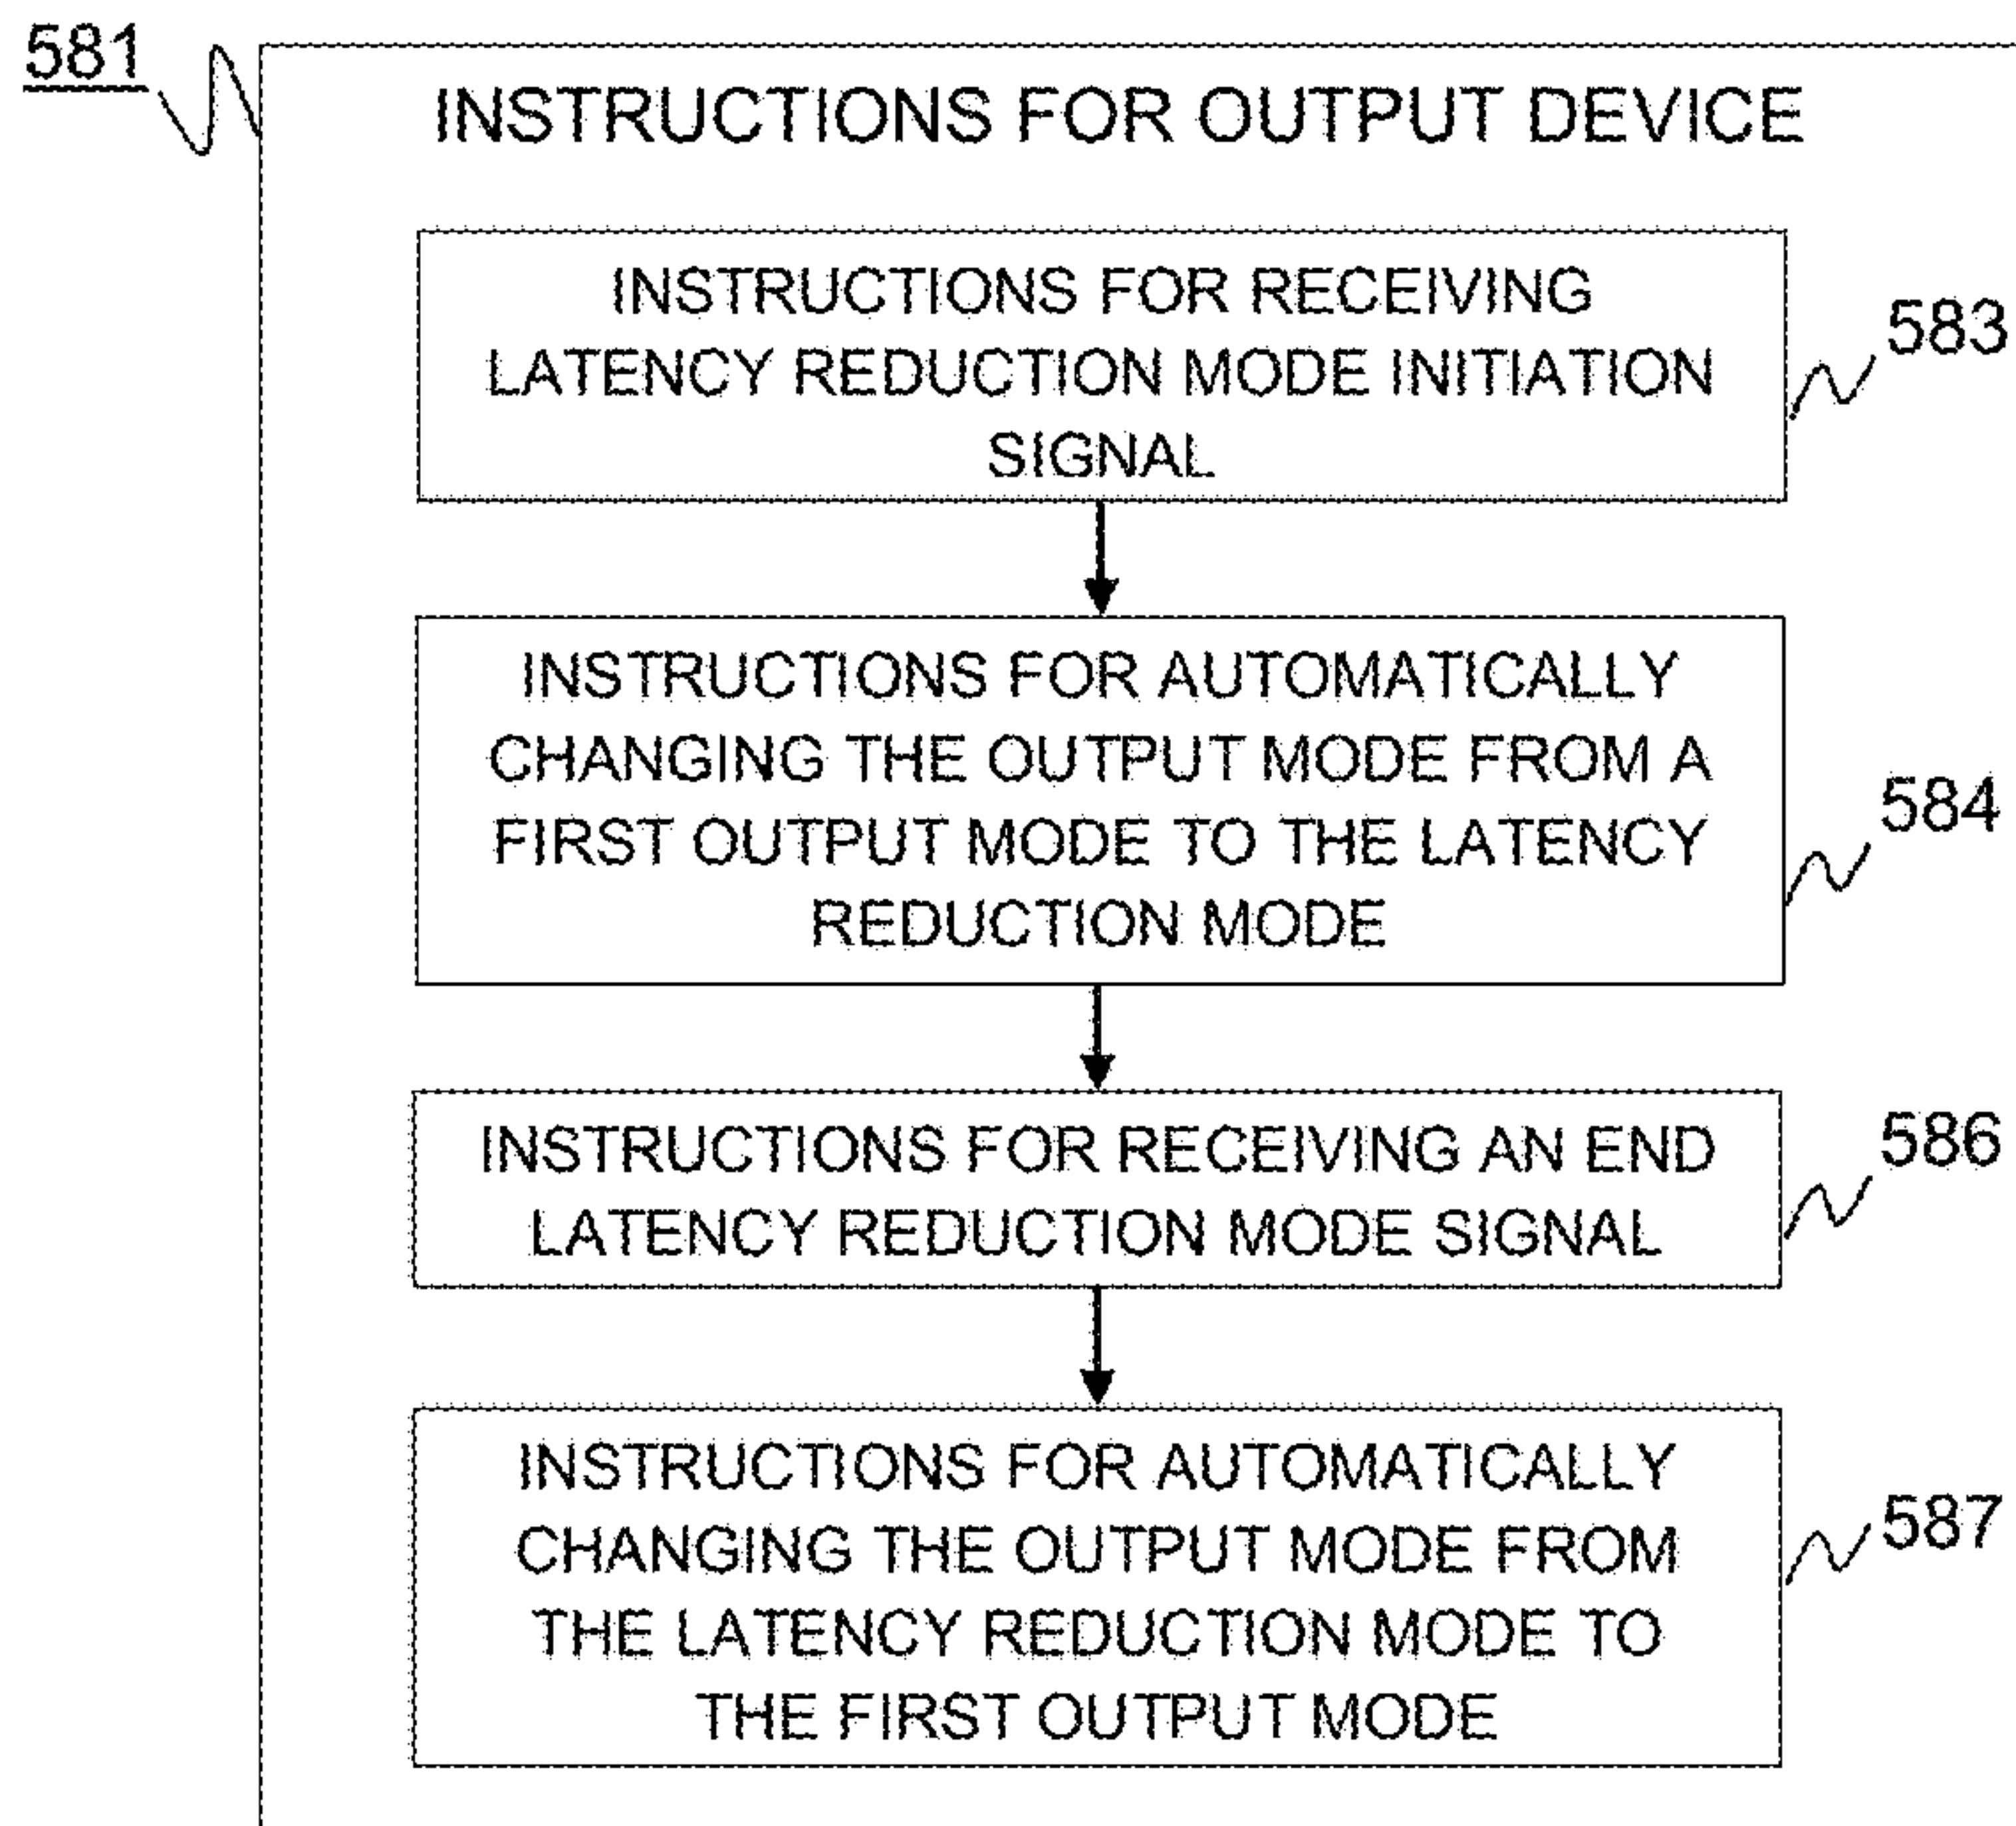 581
INSTRUCTIONS FOR OUTPUT DEVICE
INSTRUCTIONS FOR RECEIVING
LATENCY REDUCTION MODE INITIATION
SIGNAL
583
INSTRUCTIONS FOR AUTOMATICALLY
CHANGING THE OUTPUT MODE FROM A
FIRST OUTPUT MODE TO THE LATENCY
REDUCTION MODE
584
INSTRUCTIONS FOR RECEIVING AN END
LATENCY REDUCTION MODE SIGNAL
586
INSTRUCTIONS FOR AUTOMATICALLY
CHANGING THE OUTPUT MODE FROM
THE LATENCY REDUCTION MODE TO
THE FIRST OUTPUT MODE
587